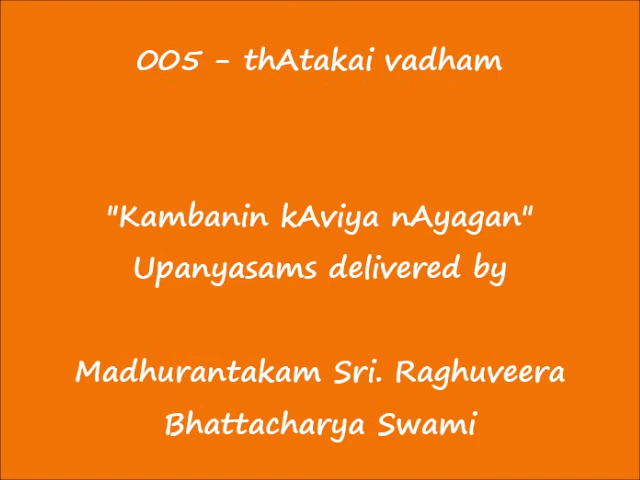 005 - thAtakai vadham
"Kambanin kAviya nAyagan"
Upanyasams delivered by
Madhurantakam Sri. Raghuveera
Bhattacharya Swami